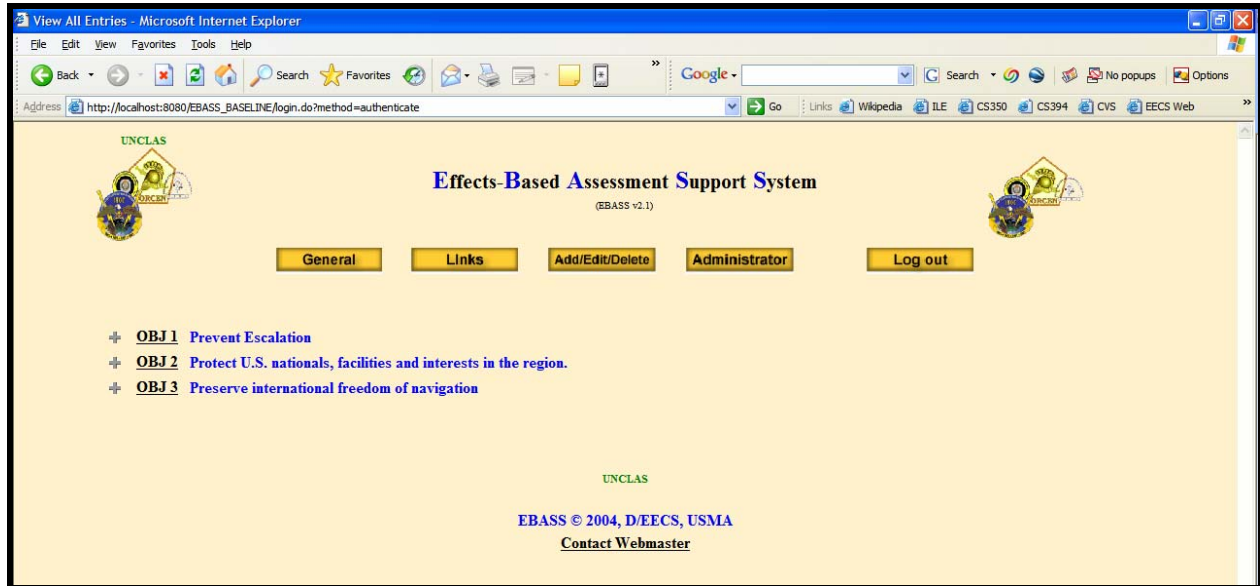 View All Entries - Microsoft Internet Explorer
File Edit View Favorites Tools Help
Back Search Favorites » Google Search No popups Options
Address http://localhost:8080/EBASS_BASELINE/login.do?method=authenticate Go Links Wikipedia ILE CS350 CS394 CVS EECS Web »
UNCLAS
ORCEN ORCEN
Effects-Based Assessment Support System
(EBASS v2.1)
General Links Add/Edit/Delete Administrator Log out
OBJ 1 Prevent Escalation
OBJ 2 Protect U.S. nationals, facilities and interests in the region.
OBJ 3 Preserve international freedom of navigation
UNCLAS
EBASS © 2004, D/EECS, USMA
Contact Webmaster